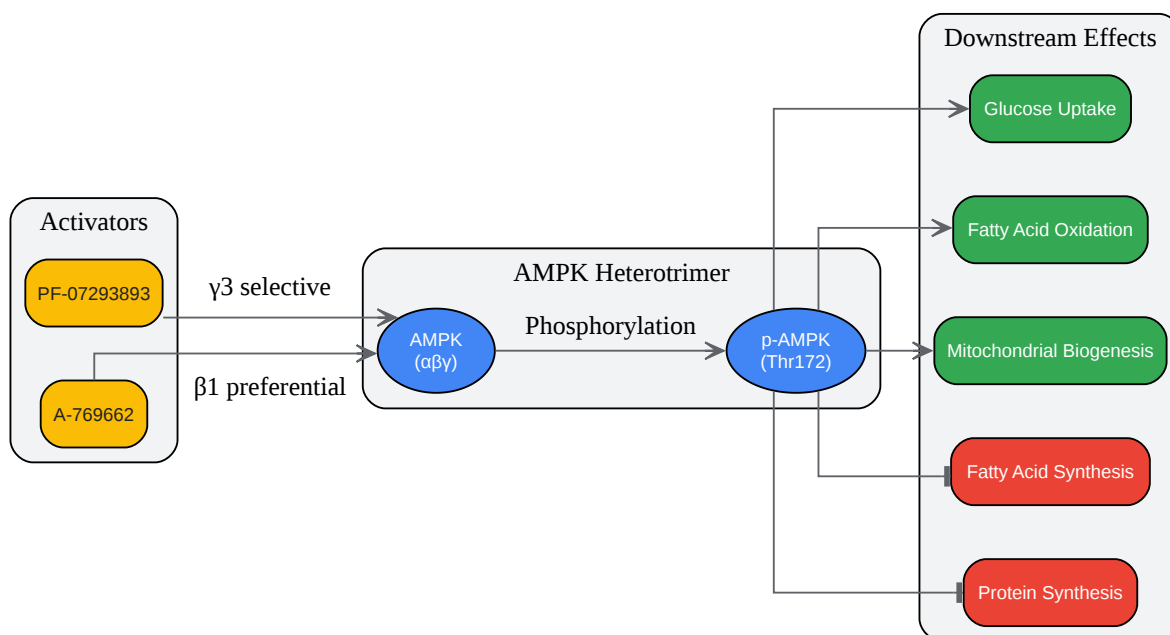 Activators
PF-07293893
A-769662
γ3 selective
β1 preferential
AMPK Heterotrimer
AMPK
(αβγ)
Phosphorylation
p-AMPK
(Thr172)
Downstream Effects
Glucose Uptake
Fatty Acid Oxidation
Mitochondrial Biogenesis
Fatty Acid Synthesis
Protein Synthesis